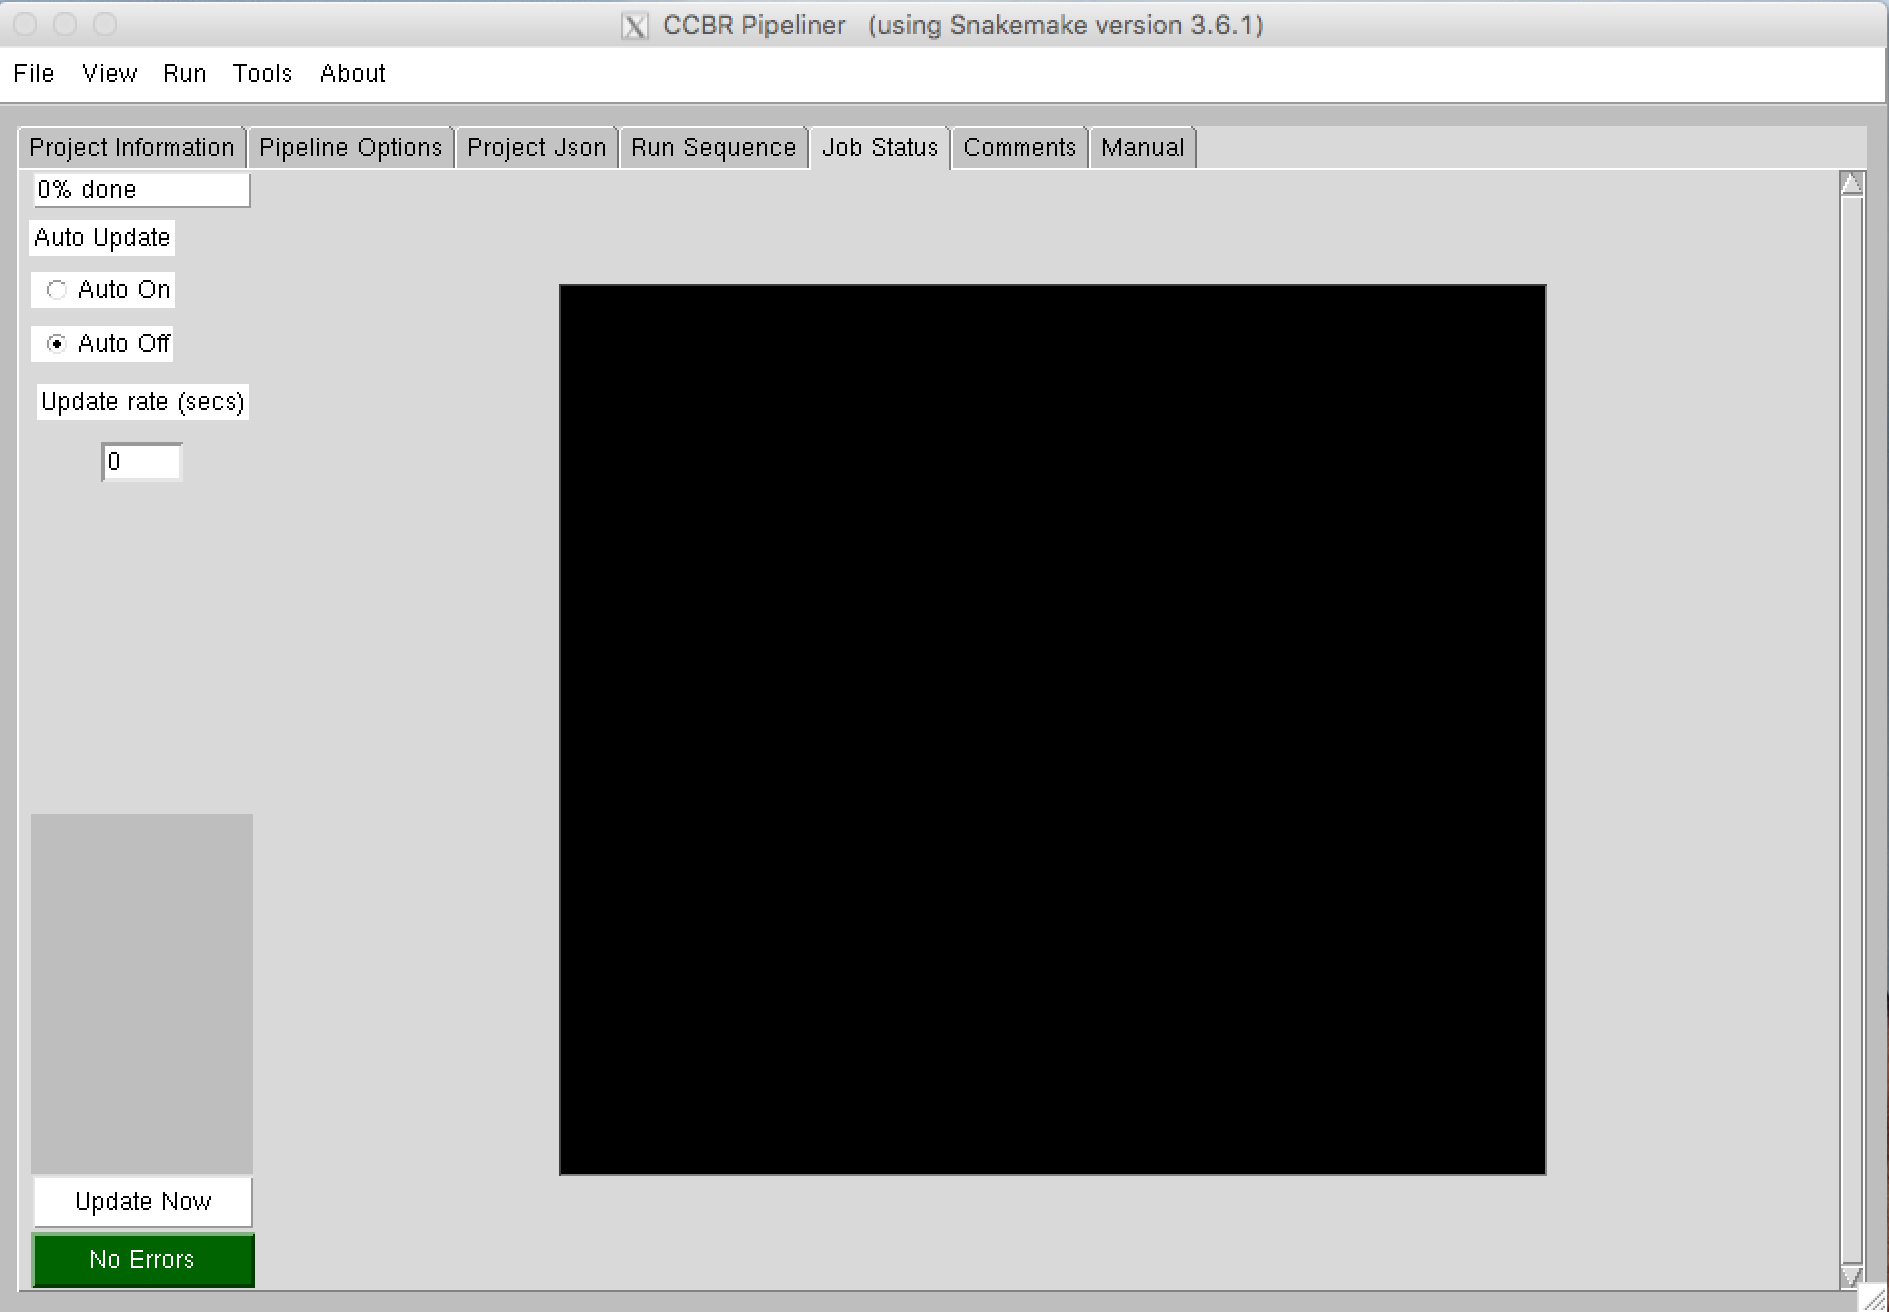 CCBR Pipeliner (using Snakemake version 3.6.1)
File View Run Tools About
Project Information Pipeline Options Project Json Run Sequence Job Status Comments Manual
0% done
Auto Update
Auto On
Auto Off
Update rate (secs)
0
Update Now
No Errors